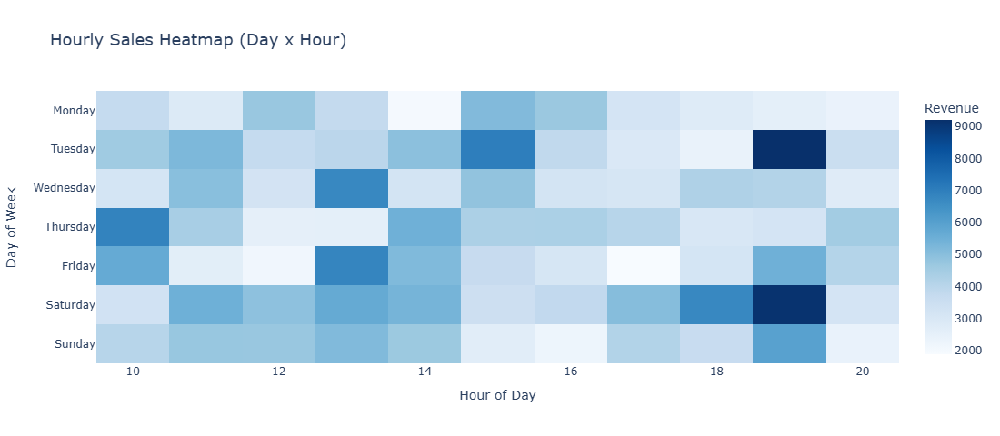 Hourly Sales Heatmap (Day x Hour)
Day of Week
Monday
Tuesday
Wednesday
Thursday
Friday
Saturday
Sunday
10 12 14 16 18 20
Hour of Day
Revenue
9000
8000
7000
6000
5000
4000
3000
2000